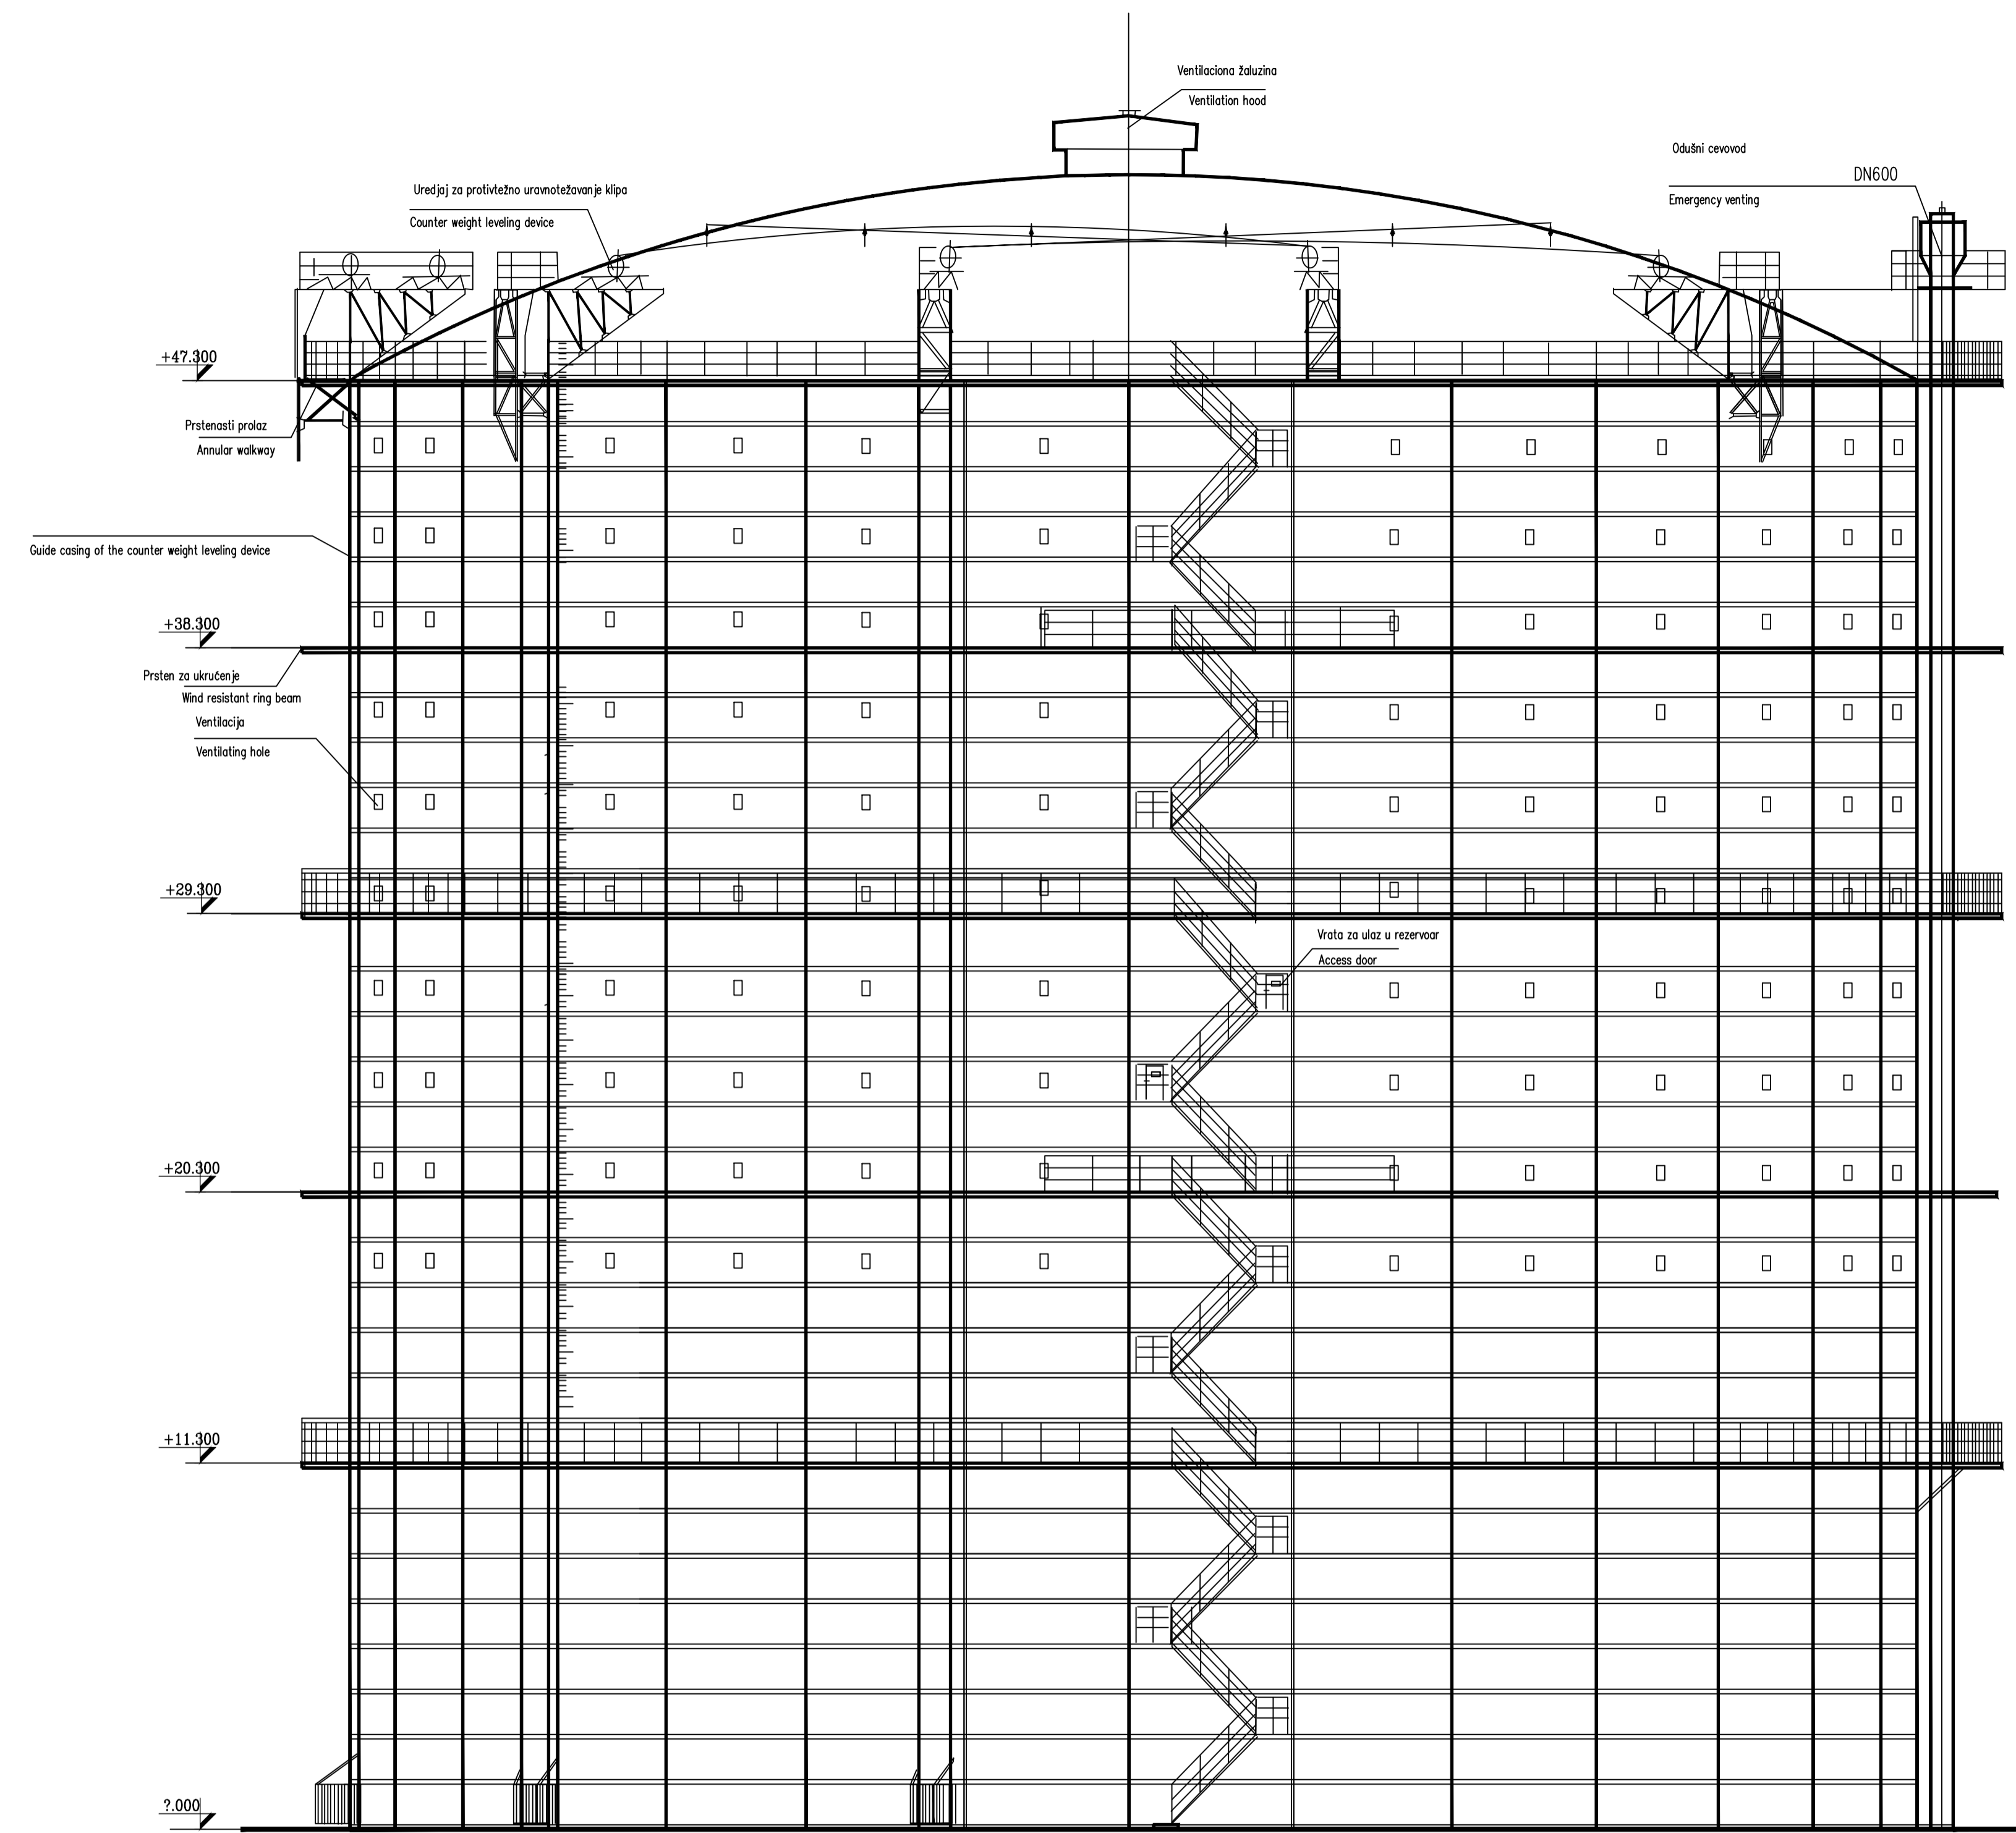 Ventilaciona žaluzina
Ventilation hood
Odušni cevovod
DN600
Emergency venting
Uredjaj za protivtežno uravnotežavanje klipa
Counter weight leveling device
+47.300
Prstenasti prolaz
Annular walkway
Guide casing of the counter weight leveling device
+38.300
Prsten za ukrućenje
Wind resistant ring beam
Ventilacija
Ventilating hole
+29.300
Vrata za ulaz u rezervoar
Access door
+20.300
+11.300
?.000